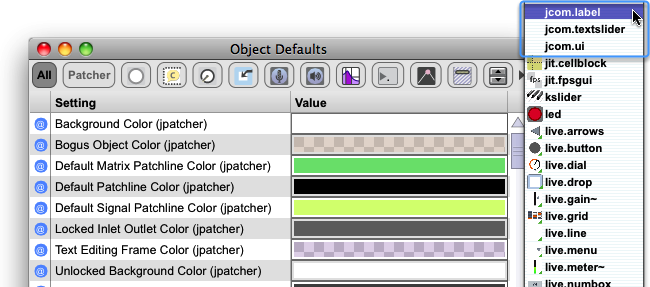 Object Defaults
All
Patcher
Setting Value
Background Color (jpatcher)
Bogus Object Color (jpatcher)
Default Matrix Patchline Color (jpatcher)
Default Patchline Color (jpatcher)
Default Signal Patchline Color (jpatcher)
Locked Inlet Outlet Color (jpatcher)
Text Editing Frame Color (jpatcher)
Unlocked Background Color (jpatcher)
jcom.label
jcom.textslider
jcom.ui
jit.cellblock
fps jit.fpsgui
kslider
led
live.arrows
live.button
live.dial
live.drop
live.gain~
live.grid
live.line
live.menu
live.meter~
live.numbox